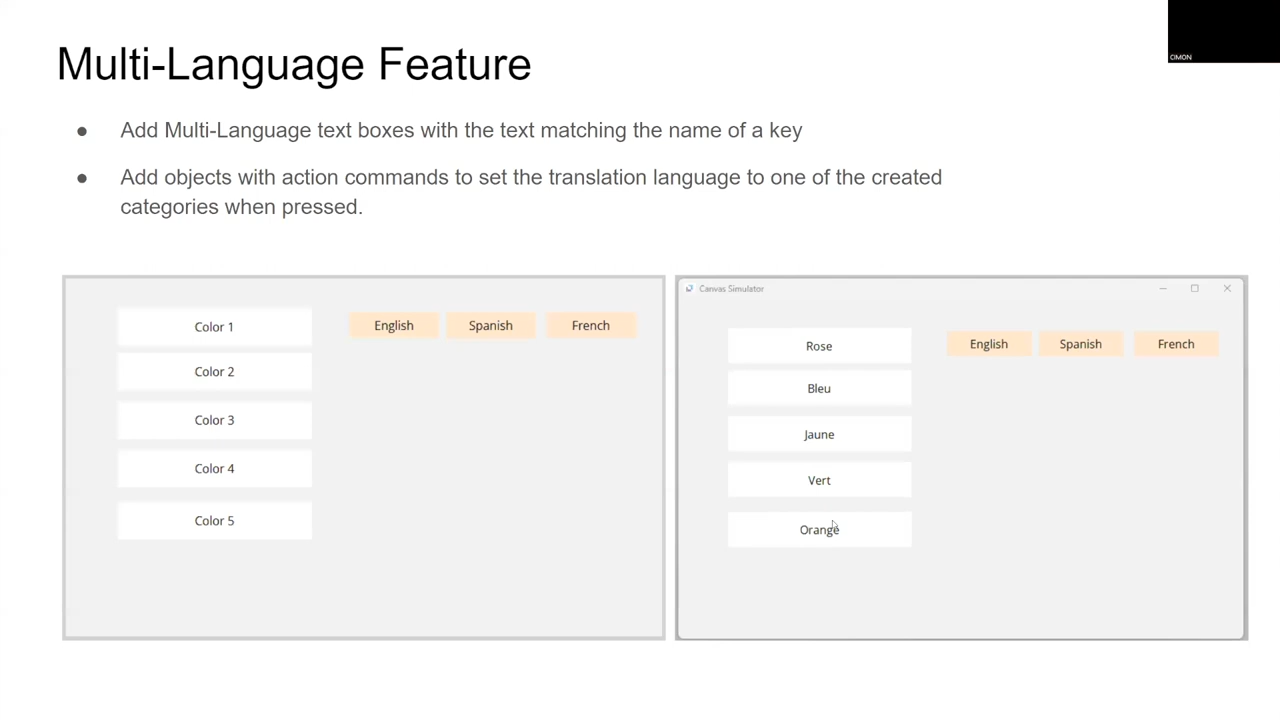 CIMON
Multi-Language Feature
● Add Multi-Language text boxes with the text matching the name of a key
● Add objects with action commands to set the translation language to one of the created
categories when pressed.
Color 1
Color 2
Color 3
Color 4
Color 5
English Spanish French
Canvas Simulator
Rose
Bleu
Jaune
Vert
Orange
English Spanish French